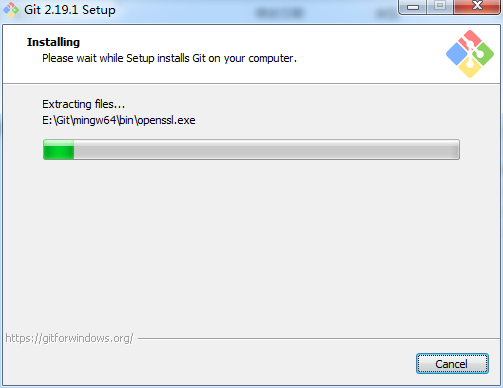 Git 2.19.1 Setup
Installing
Please wait while Setup installs Git on your computer.
Extracting files...
E:\Git\mingw64\bin\openssl.exe
https://gitforwindows.org/
Cancel